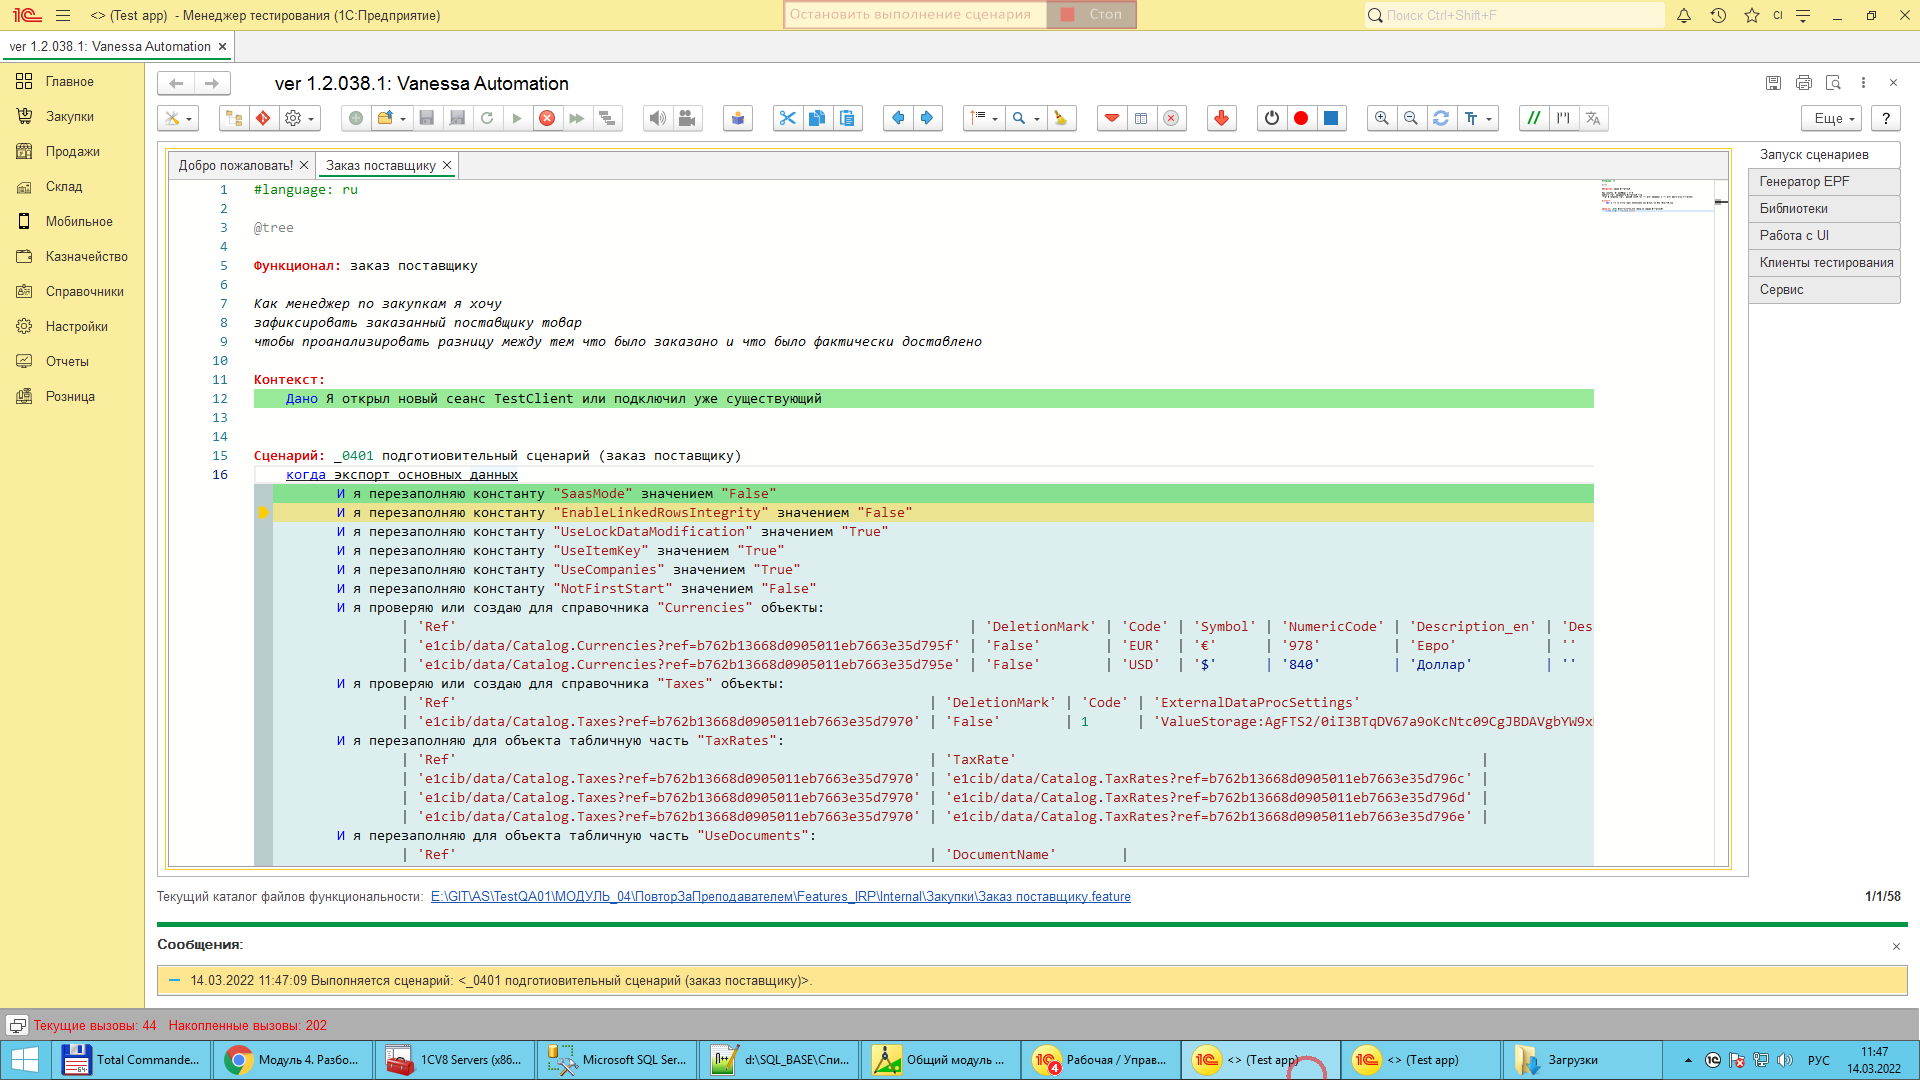 <> (Test app) - Менеджер тестирования (1С:Предприятие)
Остановить выполнение сценария
Стоп
Поиск Ctrl+Shift+F
CI
ver 1.2.038.1: Vanessa Automation
Главное
Закупки
Продажи
Склад
Мобильное
Казначейство
Справочники
Настройки
Отчеты
Розница
ver 1.2.038.1: Vanessa Automation
Еще
?
Добро пожаловать!
Заказ поставщику
Запуск сценариев
Генератор EPF
Библиотеки
Работа с UI
Клиенты тестирования
Сервис
1 #language: ru
2
3 @tree
4
5 Функционал: заказ поставщику
6
7 Как менеджер по закупкам я хочу
8 зафиксировать заказанный поставщику товар
9 чтобы проанализировать разницу между тем что было заказано и что было фактически доставлено
10
11 Контекст:
12 Дано Я открыл новый сеанс TestClient или подключил уже существующий
13
14
15 Сценарий: _0401 подготиовительный сценарий (заказ поставщику)
16 когда экспорт основных данных
И я перезаполняю константу "SaasMode" значением "False"
И я перезаполняю константу "EnableLinkedRowsIntegrity" значением "False"
И я перезаполняю константу "UseLockDataModification" значением "True"
И я перезаполняю константу "UseItemKey" значением "True"
И я перезаполняю константу "UseCompanies" значением "True"
И я перезаполняю константу "NotFirstStart" значением "False"
И я проверяю или создаю для справочника "Currencies" объекты:
| 'Ref' | 'DeletionMark' | 'Code' | 'Symbol' | 'NumericCode' | 'Description_en' | 'Des
| 'e1cib/data/Catalog.Currencies?ref=b762b13668d0905011eb7663e35d795f' | 'False' | 'EUR' | '€' | '978' | 'Евро' | ''
| 'e1cib/data/Catalog.Currencies?ref=b762b13668d0905011eb7663e35d795e' | 'False' | 'USD' | '$' | '840' | 'Доллар' | ''
И я проверяю или создаю для справочника "Taxes" объекты:
| 'Ref' | 'DeletionMark' | 'Code' | 'ExternalDataProcSettings'
| 'e1cib/data/Catalog.Taxes?ref=b762b13668d0905011eb7663e35d7970' | 'False' | 1 | 'ValueStorage:AgFTS2/0iI3BTqDV67a9oKcNtc09CgJBDAVgbYW9x
И я перезаполняю для объекта табличную часть "TaxRates":
| 'Ref' | 'TaxRate' |
| 'e1cib/data/Catalog.Taxes?ref=b762b13668d0905011eb7663e35d7970' | 'e1cib/data/Catalog.TaxRates?ref=b762b13668d0905011eb7663e35d796c' |
| 'e1cib/data/Catalog.Taxes?ref=b762b13668d0905011eb7663e35d7970' | 'e1cib/data/Catalog.TaxRates?ref=b762b13668d0905011eb7663e35d796d' |
| 'e1cib/data/Catalog.Taxes?ref=b762b13668d0905011eb7663e35d7970' | 'e1cib/data/Catalog.TaxRates?ref=b762b13668d0905011eb7663e35d796e' |
И я перезаполняю для объекта табличную часть "UseDocuments":
| 'Ref' | 'DocumentName' |
Текущий каталог файлов функциональности: E:\GIT\AS\TestQA01\МОДУЛЬ_04\ПовторЗаПреподавателем\Features_IRP\Internal\Закупки\Заказ поставщику.feature
1/1/58
Сообщения:
14.03.2022 11:47:09 Выполняется сценарий: <_0401 подготиовительный сценарий (заказ поставщику)>.
Текущие вызовы: 44 Накопленные вызовы: 202
Total Commande...
Модуль 4. Разбо...
1CV8 Servers (x86...
Microsoft SQL Ser...
d:\SQL_BASE\Спи...
Общий модуль ...
Рабочая / Управ...
<> (Test app)
<> (Test app)
Загрузки
РУС
11:47
14.03.2022